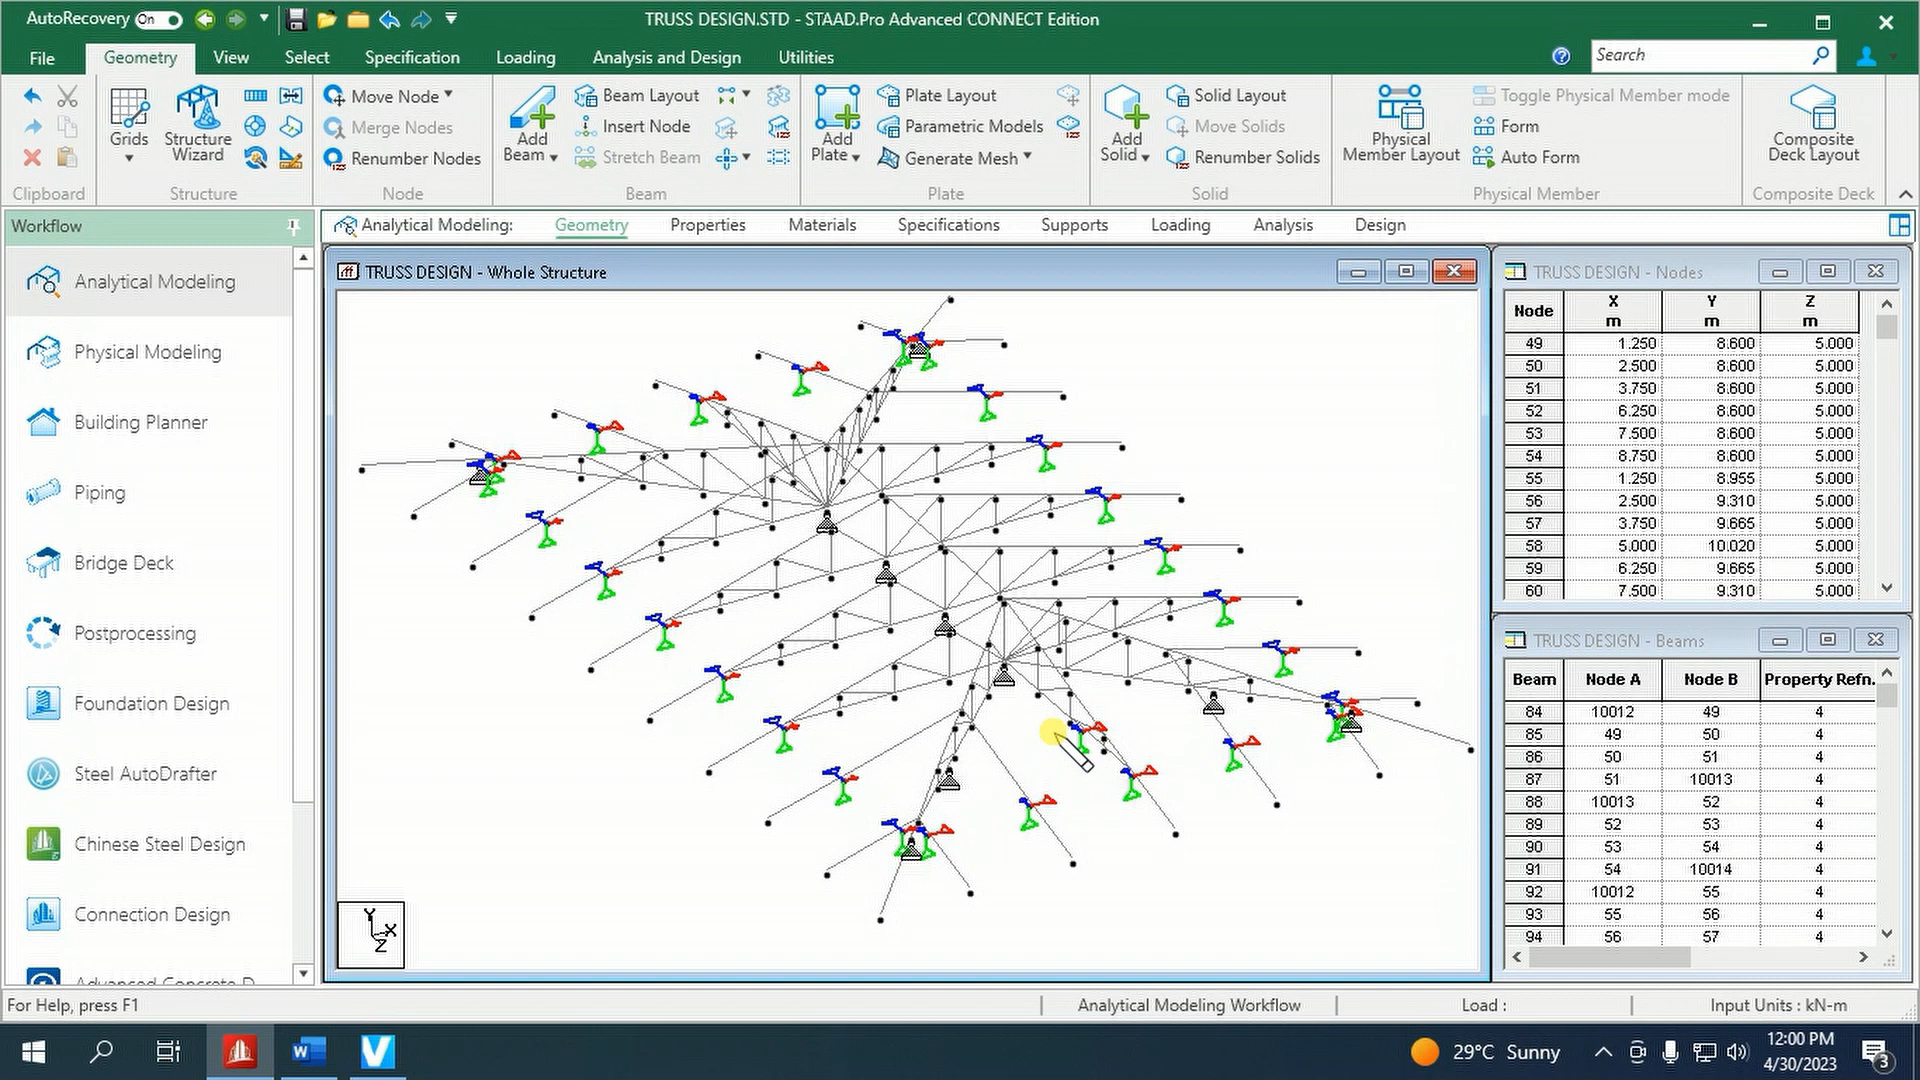 AutoRecovery On
TRUSS DESIGN.STD - STAAD.Pro Advanced CONNECT Edition
File Geometry View Select Specification Loading Analysis and Design Utilities
Search
Grids
Structure Wizard
Move Node
Merge Nodes
Renumber Nodes
Add Beam
Beam Layout
Insert Node
Stretch Beam
Add Plate
Plate Layout
Parametric Models
Generate Mesh
Add Solid
Solid Layout
Move Solids
Renumber Solids
Physical Member Layout
Toggle Physical Member mode
Form
Auto Form
Composite Deck Layout
Clipboard Structure Node Beam Plate Solid Physical Member Composite Deck
Workflow
Analytical Modeling
Physical Modeling
Building Planner
Piping
Bridge Deck
Postprocessing
Foundation Design
Steel AutoDrafter
Chinese Steel Design
Connection Design
Advanced Concrete D
Analytical Modeling: Geometry Properties Materials Specifications Supports Loading Analysis Design
TRUSS DESIGN - Whole Structure
Y
X
Z
TRUSS DESIGN - Nodes
Node X m Y m Z m
49 1.250 8.600 5.000
50 2.500 8.600 5.000
51 3.750 8.600 5.000
52 6.250 8.600 5.000
53 7.500 8.600 5.000
54 8.750 8.600 5.000
55 1.250 8.955 5.000
56 2.500 9.310 5.000
57 3.750 9.665 5.000
58 5.000 10.020 5.000
59 6.250 9.665 5.000
60 7.500 9.310 5.000
TRUSS DESIGN - Beams
Beam Node A Node B Property Refn.
84 10012 49 4
85 49 50 4
86 50 51 4
87 51 10013 4
88 10013 52 4
89 52 53 4
90 53 54 4
91 54 10014 4
92 10012 55 4
93 55 56 4
94 56 57 4
For Help, press F1
Analytical Modeling Workflow
Load :
Input Units : kN-m
29°C Sunny
12:00 PM
4/30/2023
3